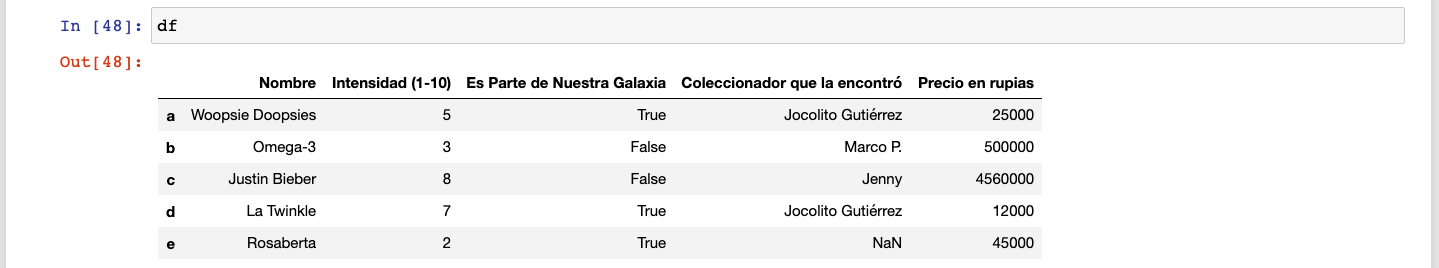 In [48]: df
Out[48]:
Nombre Intensidad (1-10) Es Parte de Nuestra Galaxia Coleccionador que la encontró Precio en rupias
a Woopsie Doopsies 5 True Jocolito Gutiérrez 25000
b Omega-3 3 False Marco P. 500000
c Justin Bieber 8 False Jenny 4560000
d La Twinkle 7 True Jocolito Gutiérrez 12000
e Rosaberta 2 True NaN 45000